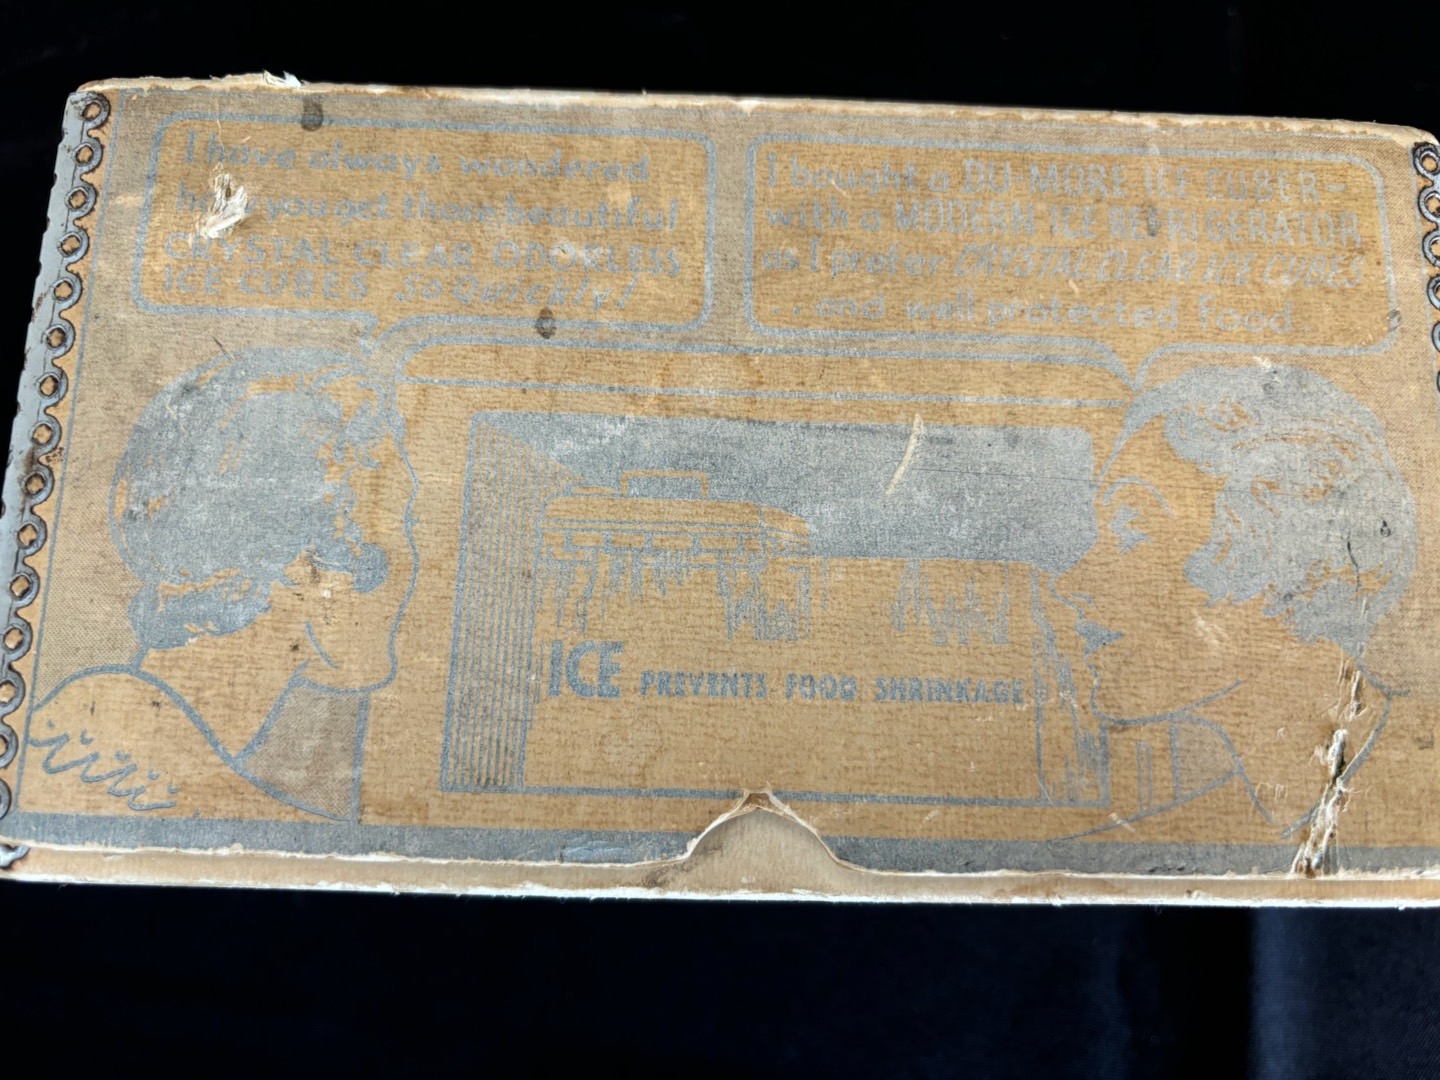 I have always wondered
how you get those beautiful
CRYSTAL CLEAR ODORLESS
ICE CUBES So Quickly!
I bought a DU-MORE ICE CUBER-
with a MODERN ICE REFRIGERATOR
as I prefer CRYSTAL CLEAR ICE CUBES
.. and well protected Food.
ICE PREVENTS FOOD SHRINKAGE